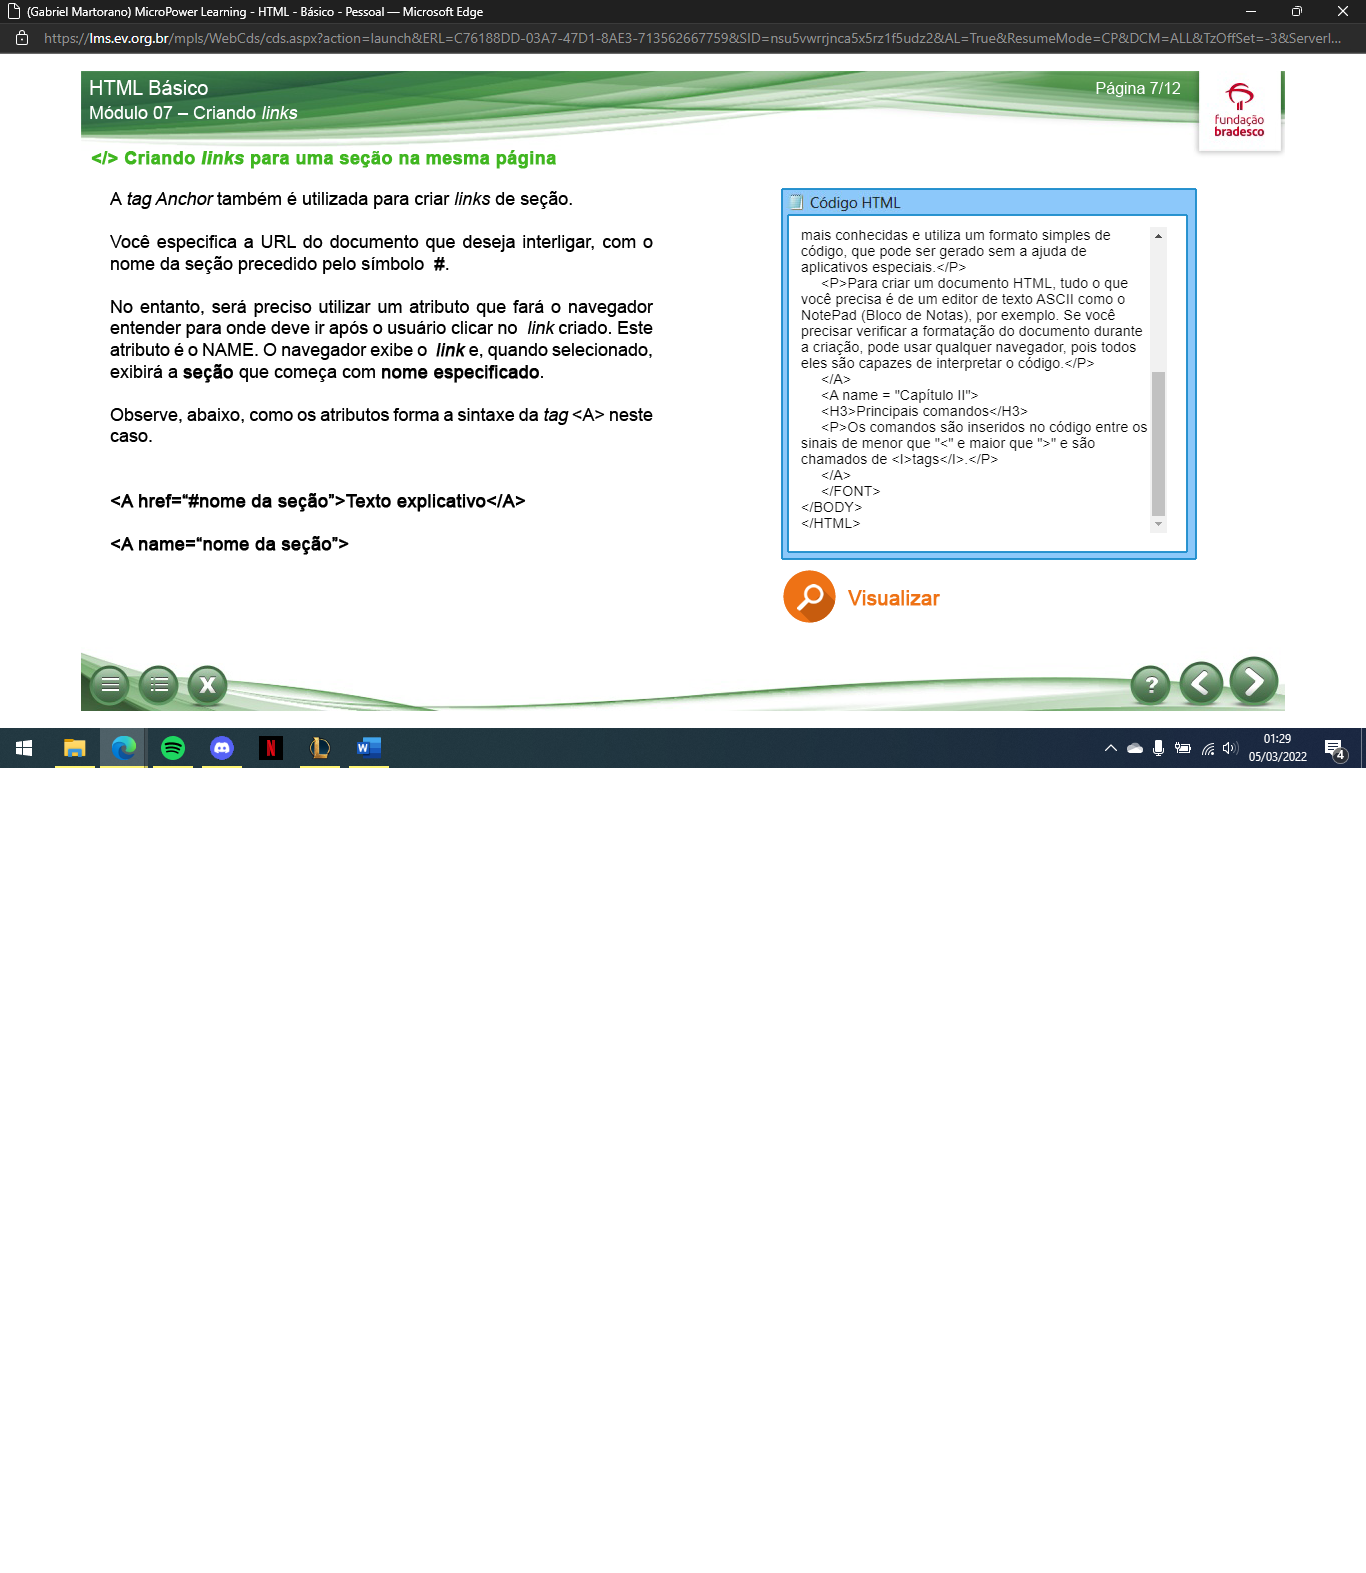 (Gabriel Martorano) MicroPower Learning - HTML - Básico - Pessoal — Microsoft Edge
https://lms.ev.org.br/mpls/WebCds/cds.aspx?action=launch&ERL=C76188DD-03A7-47D1-8AE3-713562667759&SID=nsu5vwrrjnca5x5rz1f5udz2&AL=True&ResumeMode=CP&DCM=ALL&TzOffSet=-3&ServerI...
HTML Básico
Módulo 07 – Criando links
Página 7/12
fundação
bradesco
</> Criando links para uma seção na mesma página
A tag Anchor também é utilizada para criar links de seção.
Você especifica a URL do documento que deseja interligar, com o
nome da seção precedido pelo símbolo #.
No entanto, será preciso utilizar um atributo que fará o navegador
entender para onde deve ir após o usuário clicar no link criado. Este
atributo é o NAME. O navegador exibe o link e, quando selecionado,
exibirá a seção que começa com nome especificado.
Observe, abaixo, como os atributos forma a sintaxe da tag <A> neste
caso.
<A href=“#nome da seção”>Texto explicativo</A>
<A name=“nome da seção”>
Código HTML
mais conhecidas e utiliza um formato simples de
código, que pode ser gerado sem a ajuda de
aplicativos especiais.</P>
<P>Para criar um documento HTML, tudo o que
você precisa é de um editor de texto ASCII como o
NotePad (Bloco de Notas), por exemplo. Se você
precisar verificar a formatação do documento durante
a criação, pode usar qualquer navegador, pois todos
eles são capazes de interpretar o código.</P>
</A>
<A name = "Capítulo II">
<H3>Principais comandos</H3>
<P>Os comandos são inseridos no código entre os
sinais de menor que "<" e maior que ">" e são
chamados de <I>tags</I>.</P>
</A>
</FONT>
</BODY>
</HTML>
Visualizar
X
?
N
W
01:29
05/03/2022
4